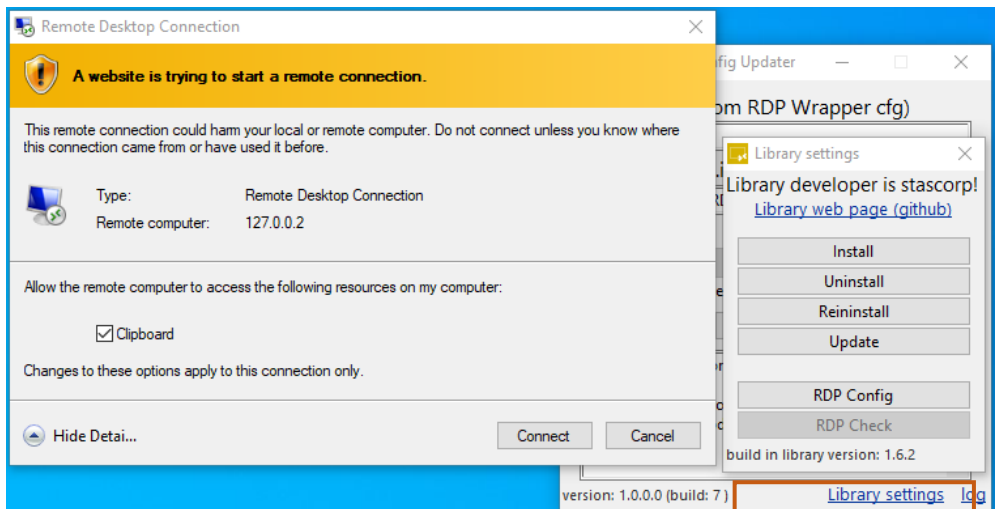 Remote Desktop Connection
A website is trying to start a remote connection.
This remote connection could harm your local or remote computer. Do not connect unless you know where
this connection came from or have used it before.
Type: Remote Desktop Connection
Remote computer: 127.0.0.2
Allow the remote computer to access the following resources on my computer:
Clipboard
Changes to these options apply to this connection only.
Hide Detai...
Connect Cancel
Updater
RDP Wrapper cfg)
Library settings
Library developer is stascorp!
Library web page (github)
Install
Uninstall
Reininstall
Update
RDP Config
RDP Check
build in library version: 1.6.2
version: 1.0.0.0 (build: 7 )
Library settings log